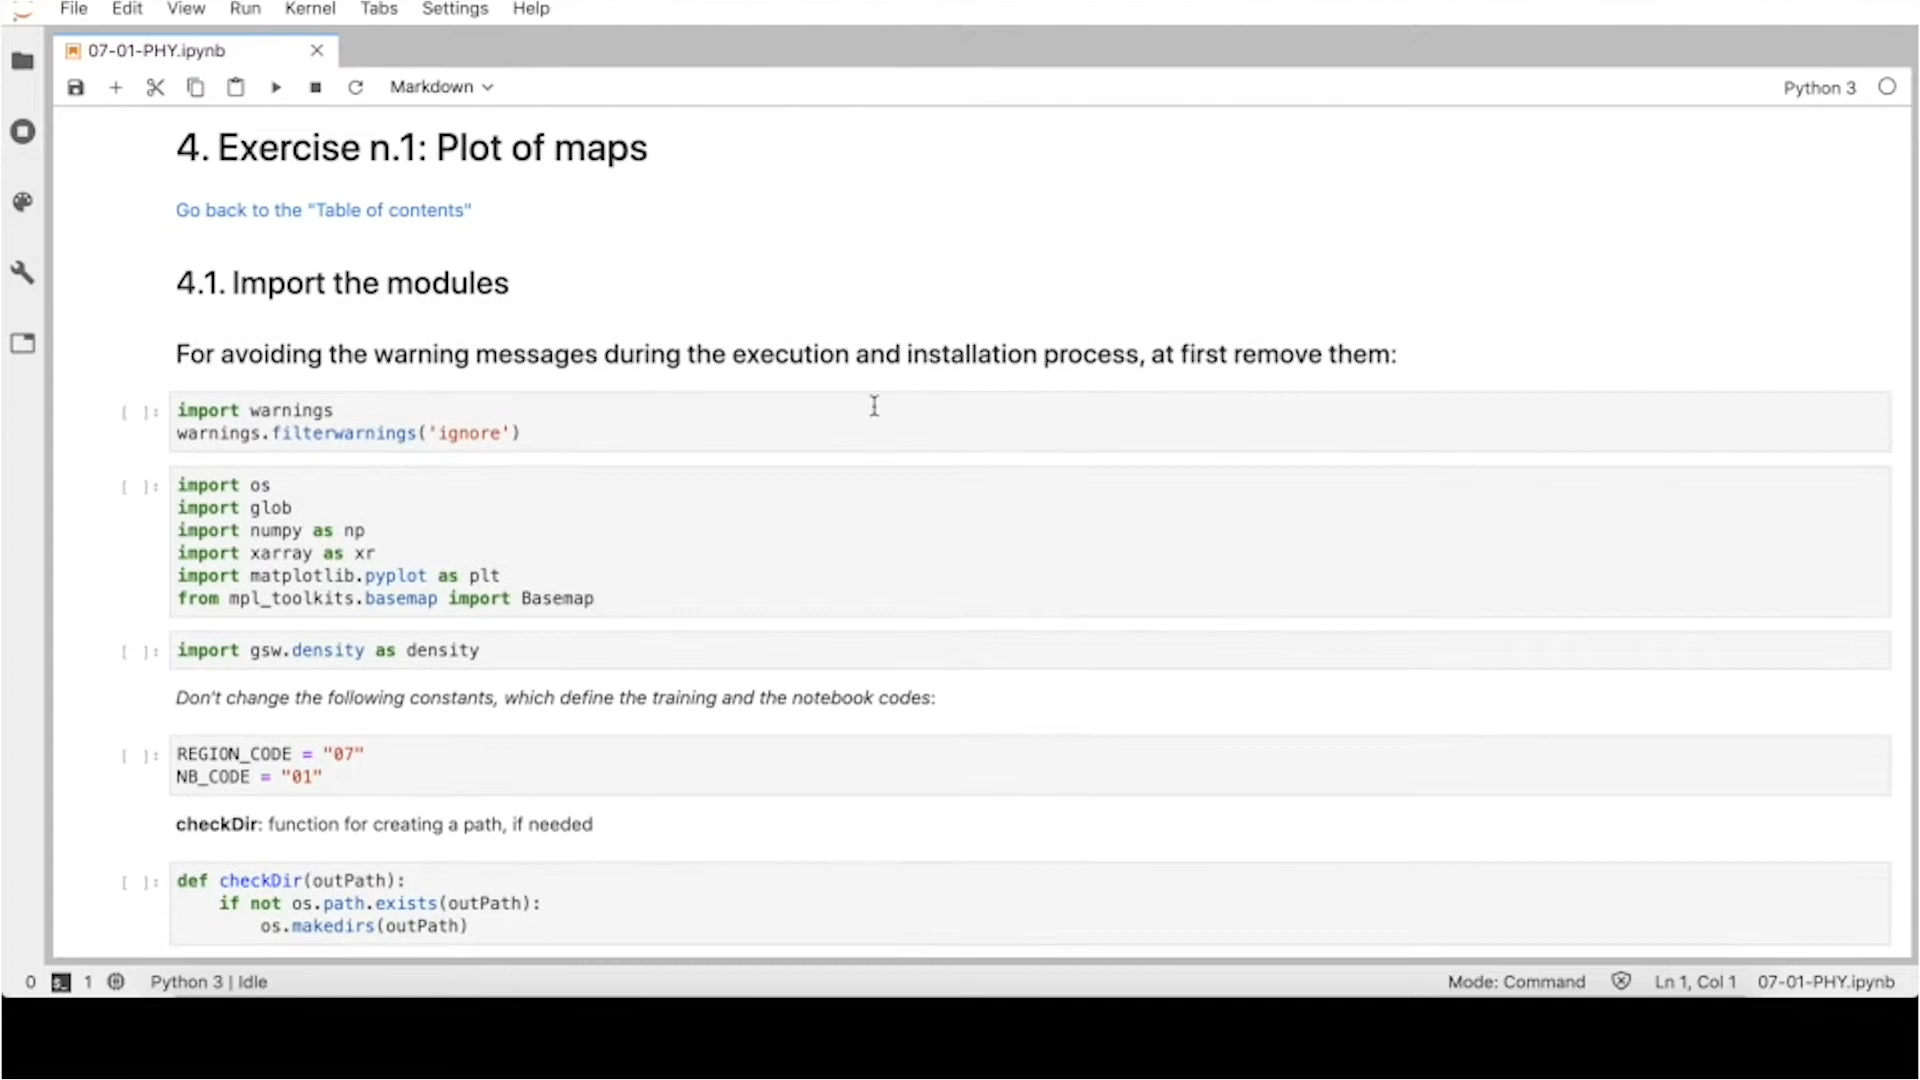 File Edit View Run Kernel Tabs Settings Help
07-01-PHY.ipynb
Markdown
Python 3
4. Exercise n.1: Plot of maps
Go back to the "Table of contents"
4.1. Import the modules
For avoiding the warning messages during the execution and installation process, at first remove them:
[ ]: import warnings
warnings.filterwarnings('ignore')
[ ]: import os
import glob
import numpy as np
import xarray as xr
import matplotlib.pyplot as plt
from mpl_toolkits.basemap import Basemap
[ ]: import gsw.density as density
Don't change the following constants, which define the training and the notebook codes:
[ ]: REGION_CODE = "07"
NB_CODE = "01"
checkDir: function for creating a path, if needed
[ ]: def checkDir(outPath):
if not os.path.exists(outPath):
os.makedirs(outPath)
0 1 Python 3 | Idle Mode: Command Ln 1, Col 1 07-01-PHY.ipynb